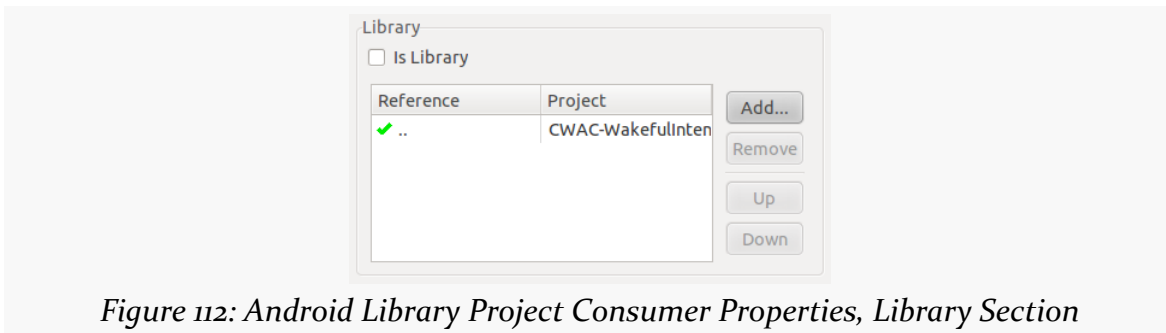 Library
Is Library
Reference Project
.. CWAC-WakefulInten
Add...
Remove
Up
Down
Figure 112: Android Library Project Consumer Properties, Library Section